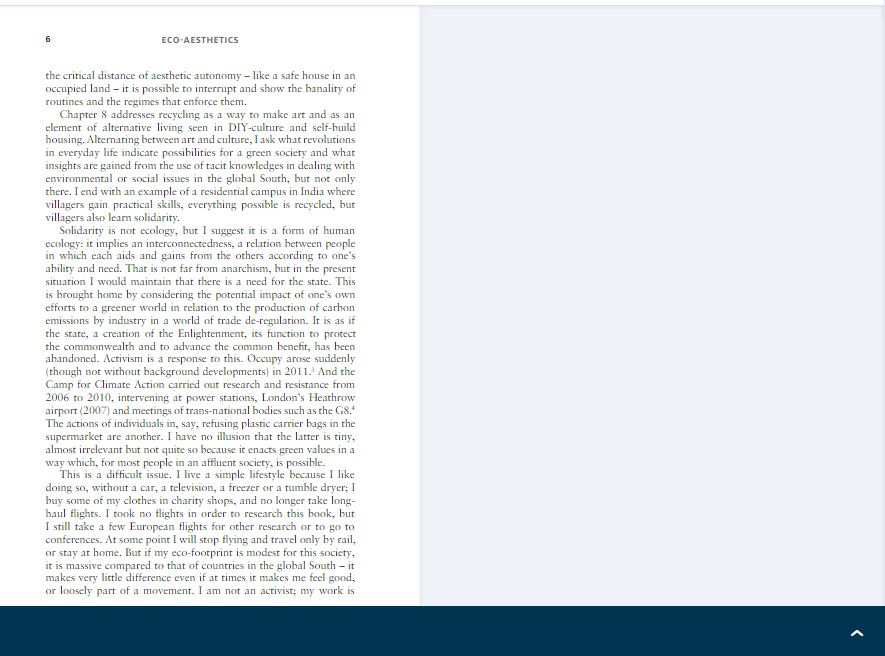 6
ECO-AESTHETICS
the critical distance of aesthetic autonomy – like a safe house in an
occupied land – it is possible to interrupt and show the banality of
routines and the regimes that enforce them.
Chapter 8 addresses recycling as a way to make art and as an
element of alternative living seen in DIY-culture and self-build
housing. Alternating between art and culture, I ask what revolutions
in everyday life indicate possibilities for a green society and what
insights are gained from the use of tacit knowledges in dealing with
environmental or social issues in the global South, but not only
there. I end with an example of a residential campus in India where
villagers gain practical skills, everything possible is recycled, but
villagers also learn solidarity.
Solidarity is not ecology, but I suggest it is a form of human
ecology: it implies an interconnectedness, a relation between people
in which each aids and gains from the others according to one's
ability and need. That is not far from anarchism, but in the present
situation I would maintain that there is a need for the state. This
is brought home by considering the potential impact of one's own
efforts to a greener world in relation to the production of carbon
emissions by industry in a world of trade de-regulation. It is as if
the state, a creation of the Enlightenment, its function to protect
the commonwealth and to advance the common benefit, has been
abandoned. Activism is a response to this. Occupy arose suddenly
(though not without background developments) in 2011.³ And the
Camp for Climate Action carried out research and resistance from
2006 to 2010, intervening at power stations, London's Heathrow
airport (2007) and meetings of trans-national bodies such as the G8.⁴
The actions of individuals in, say, refusing plastic carrier bags in the
supermarket are another. I have no illusion that the latter is tiny,
almost irrelevant but not quite so because it enacts green values in a
way which, for most people in an affluent society, is possible.
This is a difficult issue. I live a simple lifestyle because I like
doing so, without a car, a television, a freezer or a tumble dryer; I
buy some of my clothes in charity shops, and no longer take long-
haul flights. I took no flights in order to research this book, but
I still take a few European flights for other research or to go to
conferences. At some point I will stop flying and travel only by rail,
or stay at home. But if my eco-footprint is modest for this society,
it is massive compared to that of countries in the global South – it
makes very little difference even if at times it makes me feel good,
or loosely part of a movement. I am not an activist; my work is